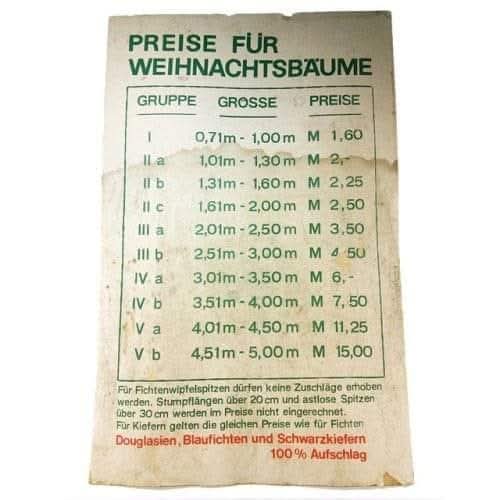 PREISE FÜR
WEIHNACHTSBÄUME
GRUPPE GRÖSSE PREISE
I 0,71m - 1,00m M 1,60
II a 1,01m - 1,30m M 2,-
II b 1,31m - 1,60m M 2,25
II c 1,61m - 2,00m M 2,50
III a 2,01m - 2,50m M 3,50
III b 2,51m - 3,00m M 4,50
IV a 3,01m - 3,50m M 6,-
IV b 3,51m - 4,00m M 7,50
V a 4,01m - 4,50m M 11,25
V b 4,51m - 5,00m M 15,00
Für Fichtenwipfelspitzen dürfen keine Zuschläge erhoben
werden. Stumpflängen über 20cm und astlose Spitzen
über 30cm werden im Preise nicht eingerechnet.
Für Kiefern gelten die gleichen Preise wie für Fichten
Douglasien, Blaufichten und Schwarzkiefern
100% Aufschlag